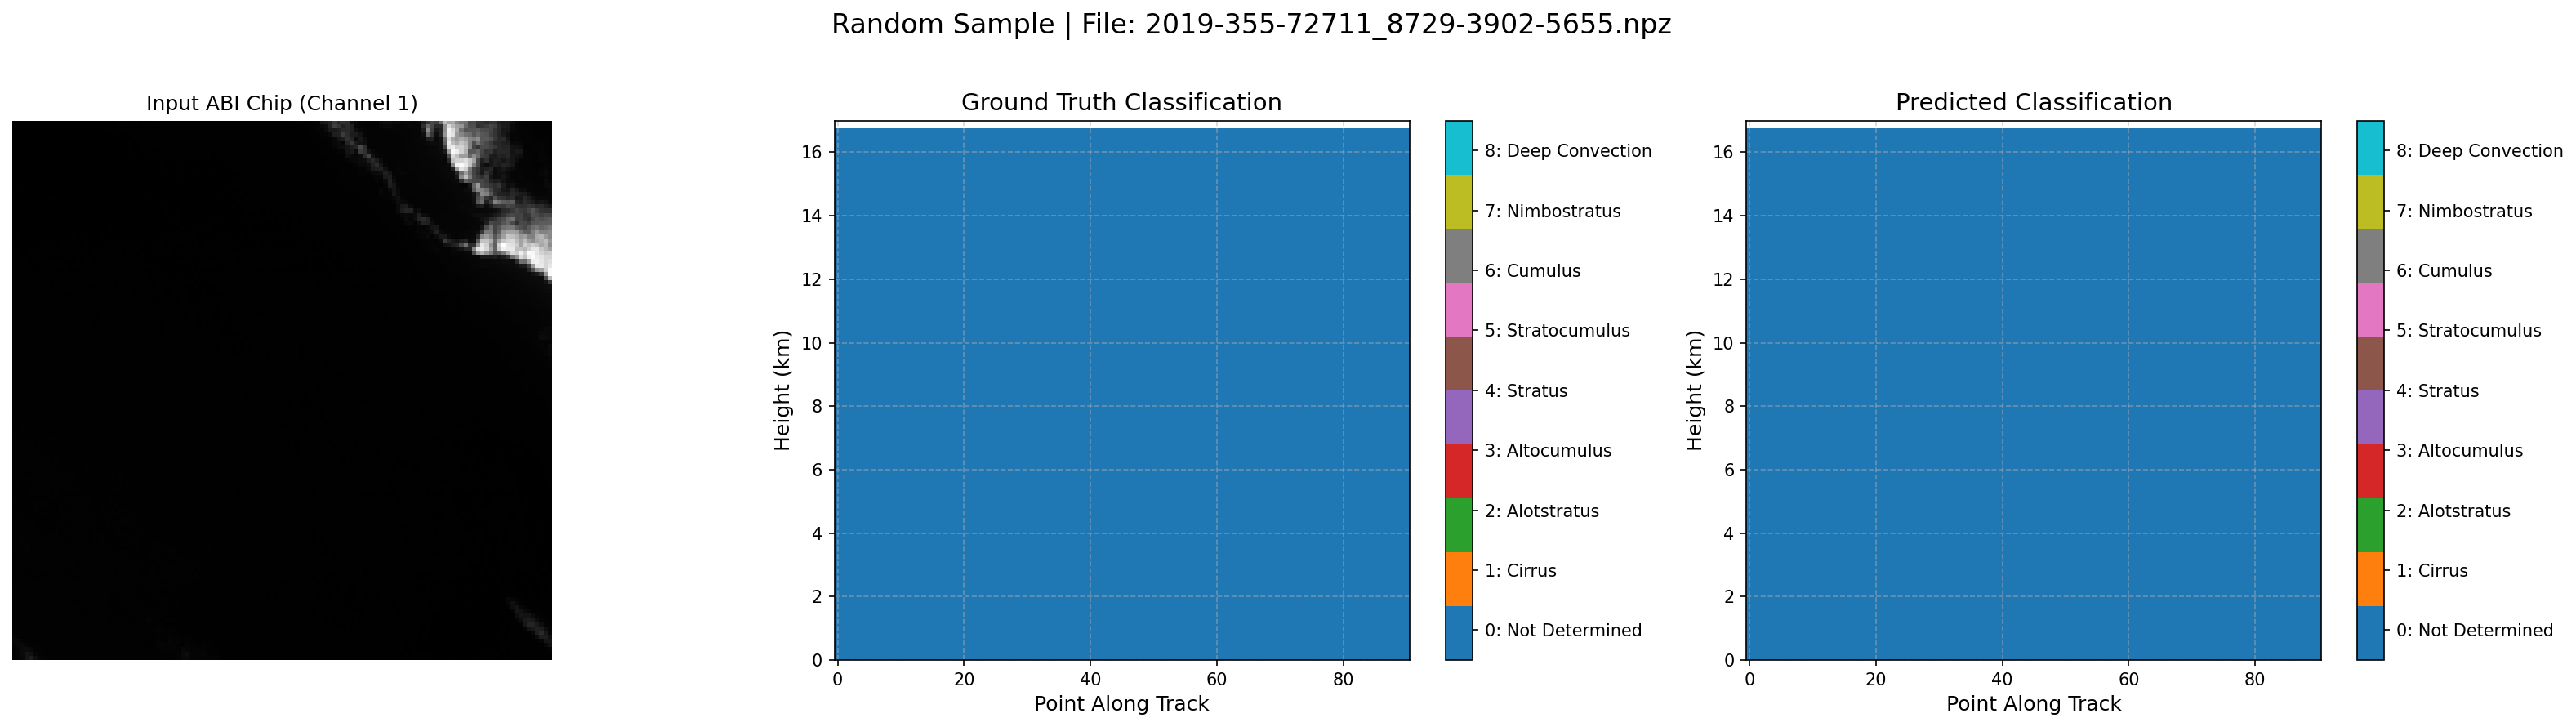 Random Sample | File: 2019-355-72711_8729-3902-5655.npz
Input ABI Chip (Channel 1)
Ground Truth Classification
Height (km)
16
14
12
10
8
6
4
2
0
0 20 40 60 80
Point Along Track
8: Deep Convection
7: Nimbostratus
6: Cumulus
5: Stratocumulus
4: Stratus
3: Altocumulus
2: Alotstratus
1: Cirrus
0: Not Determined
Predicted Classification
Height (km)
16
14
12
10
8
6
4
2
0
0 20 40 60 80
Point Along Track
8: Deep Convection
7: Nimbostratus
6: Cumulus
5: Stratocumulus
4: Stratus
3: Altocumulus
2: Alotstratus
1: Cirrus
0: Not Determined